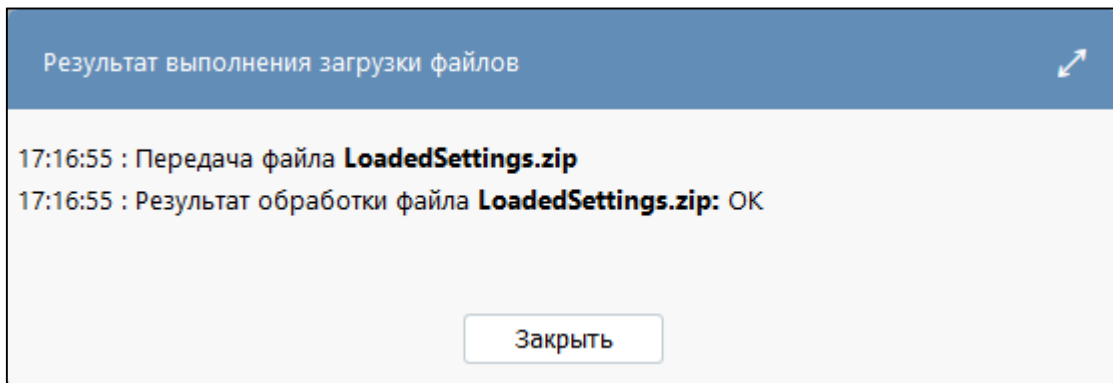 Результат выполнения загрузки файлов
17:16:55 : Передача файла LoadedSettings.zip
17:16:55 : Результат обработки файла LoadedSettings.zip: ОК
Закрыть